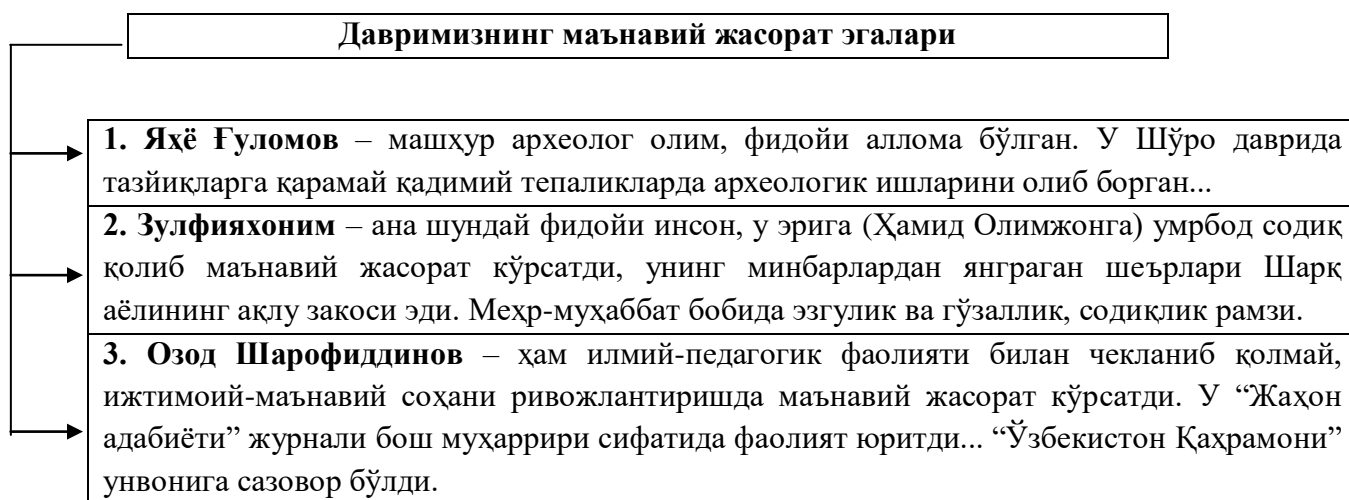 Давримизнинг маънавий жасорат эгалари
1. Яҳё Ғуломов – машҳур археолог олим, фидойи аллома бўлган. У Шўро даврида
тазйиқларга қарамай қадимий тепаликларда археологик ишларини олиб борган...
2. Зулфияхоним – ана шундай фидойи инсон, у эрига (Ҳамид Олимжонга) умрбод содиқ
қолиб маънавий жасорат кўрсатди, унинг минбарлардан янграган шеърлари Шарқ
аёлининг ақлу закоси эди. Меҳр-муҳаббат бобида эзгулик ва гўзаллик, содиқлик рамзи.
3. Озод Шарофиддинов – ҳам илмий-педагогик фаолияти билан чекланиб қолмай,
ижтимоий-маънавий соҳани ривожлантиришда маънавий жасорат кўрсатди. У “Жаҳон
адабиёти” журнали бош муҳаррири сифатида фаолият юритди... “Ўзбекистон Қаҳрамони”
унвонига сазовор бўлди.